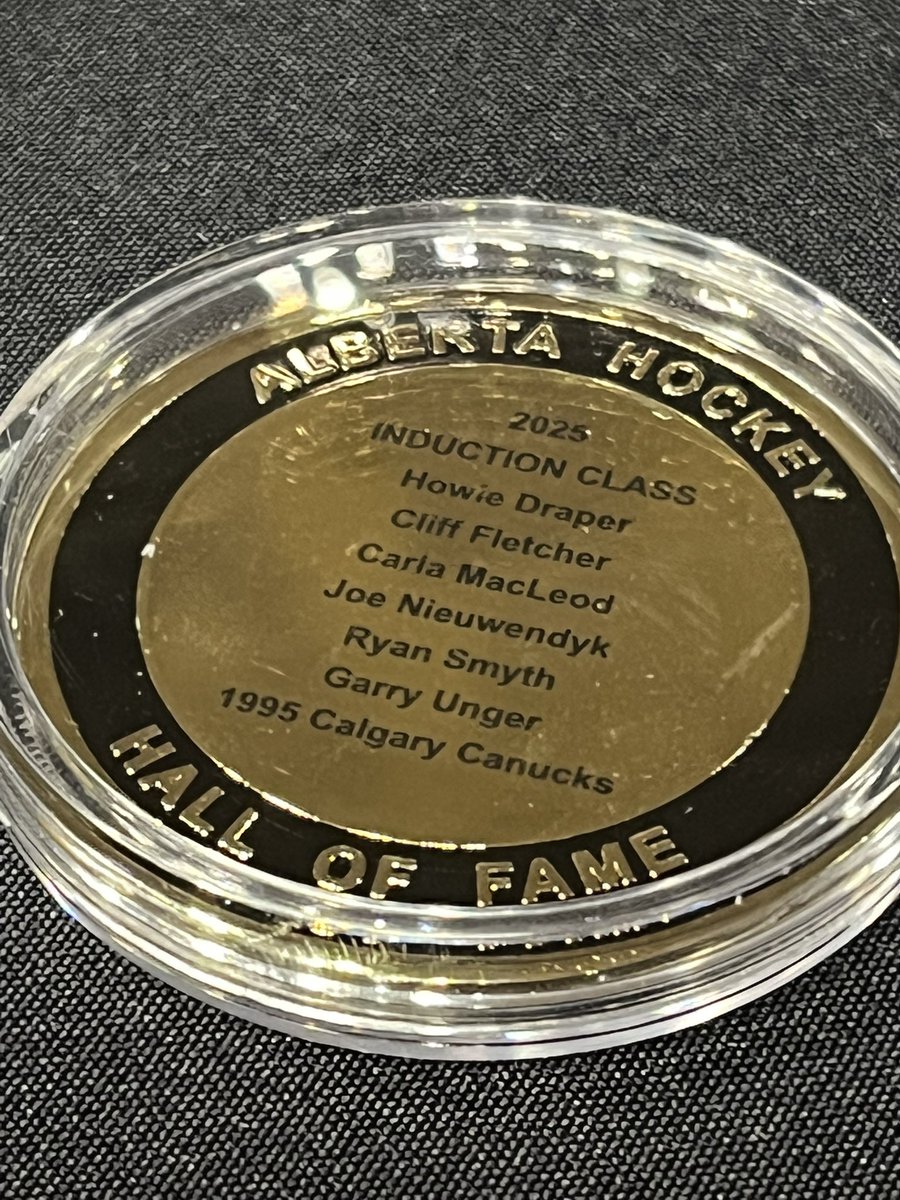 ALBERTA HOCKEY
2025
INDUCTION CLASS
Howie Draper
Cliff Fletcher
Carla MacLeod
Joe Nieuwendyk
Ryan Smyth
Garry Unger
1995 Calgary Canucks
HALL OF FAME